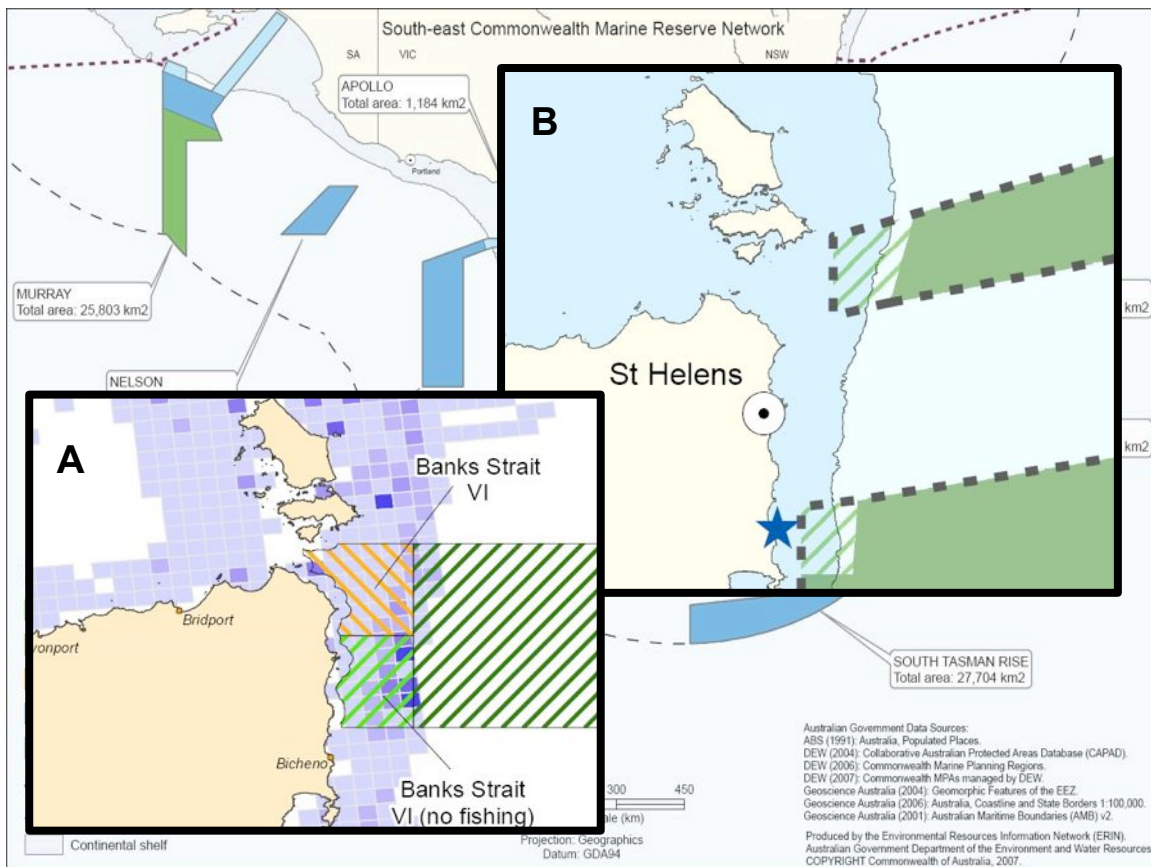 South-east Commonwealth Marine Reserve Network
SA
VIC
NSW
APOLLO
Total area: 1,184 km2
Portland
B
MURRAY
Total area: 25,803 km2
NELSON
km2
km2
St Helens
A
Banks Strait
VI
Bridport
vonport
Bicheno
Banks Strait
VI (no fishing)
SOUTH TASMAN RISE
Total area: 27,704 km2
300
450
ale (km)
Continental shelf
Projection: Geographics
Datum: GDA94
Australian Government Data Sources:
ABS (1991): Australia, Populated Places.
DEW (2004): Collaborative Australian Protected Areas Database (CAPAD).
DEW (2006): Commonwealth Marine Planning Regions.
DEW (2007): Commonwealth MPAs managed by DEW.
Geoscience Australia (2004): Geomorphic Features of the EEZ.
Geoscience Australia (2006): Australia, Coastline and State Borders 1:100,000.
Geoscience Australia (2001): Australian Maritime Boundaries (AMB) v2.
Produced by the Environmental Resources Information Network (ERIN).
Australian Government Department of the Environment and Water Resources
COPYRIGHT Commonwealth of Australia, 2007.